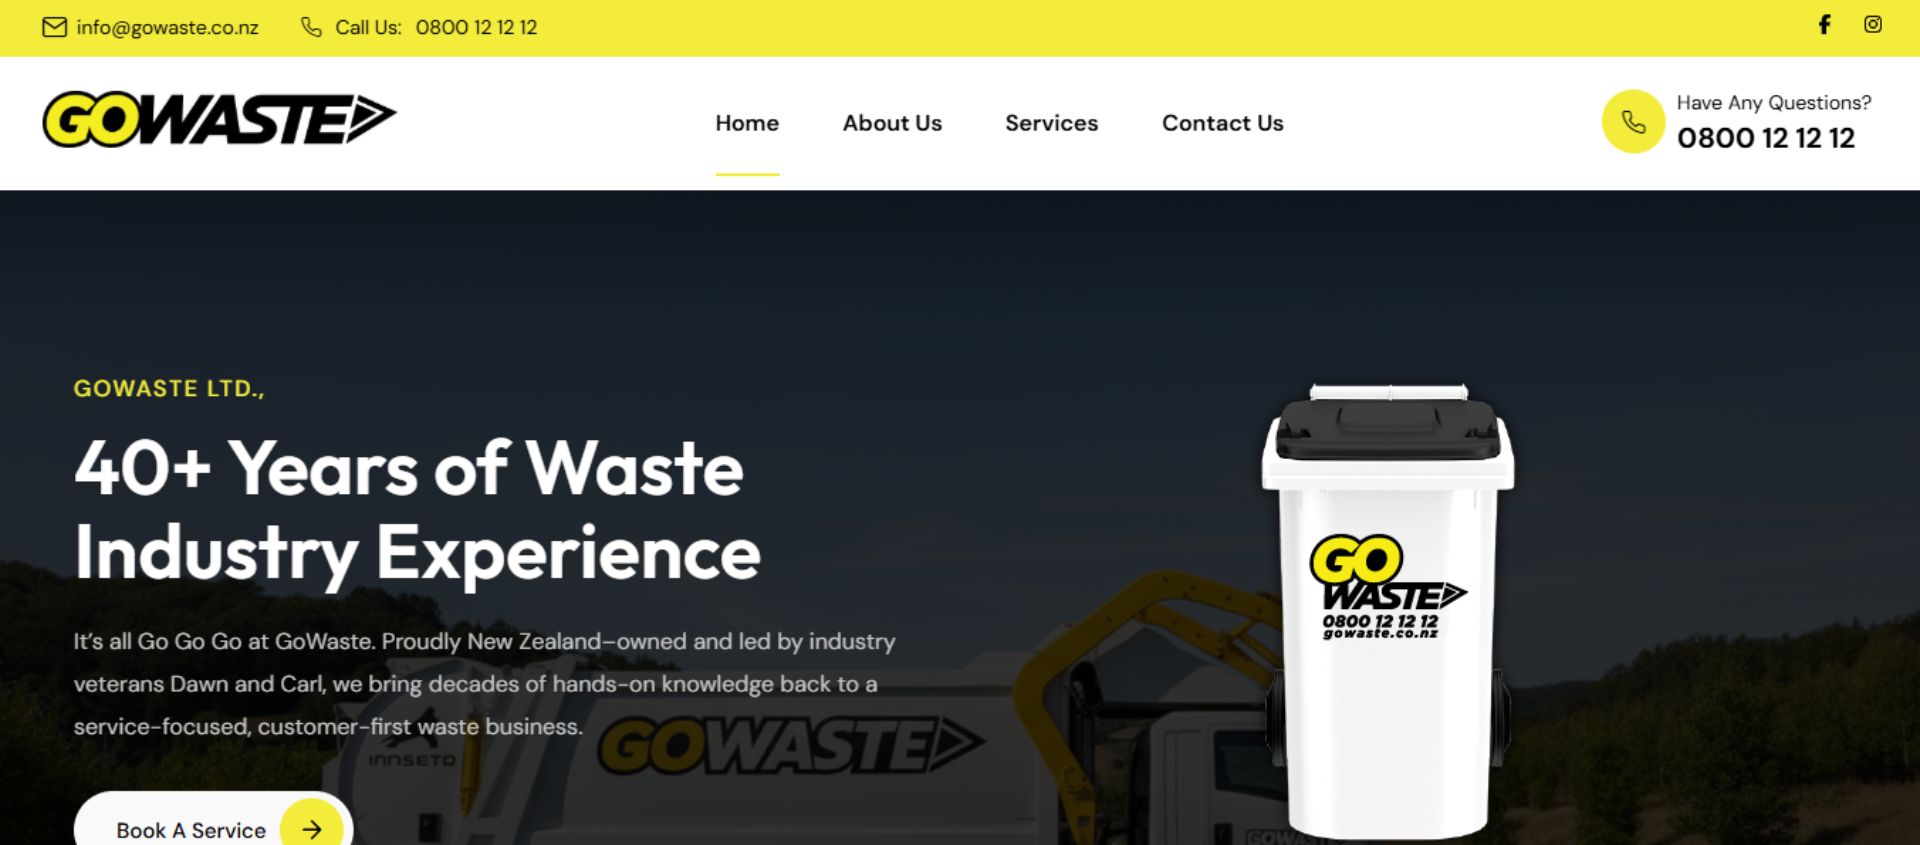 info@gowaste.co.nz
Call Us: 0800 12 12 12
GOWASTE
Home
About Us
Services
Contact Us
Have Any Questions?
0800 12 12 12
GOWASTE LTD.,
40+ Years of Waste
Industry Experience
It’s all Go Go Go at GoWaste. Proudly New Zealand-owned and led by industry
veterans Dawn and Carl, we bring decades of hands-on knowledge back to a
service-focused, customer-first waste business.
Book A Service
INNSETO
GOWASTE
GO
WASTE
0800 12 12 12
gowaste.co.nz
GOWASTE